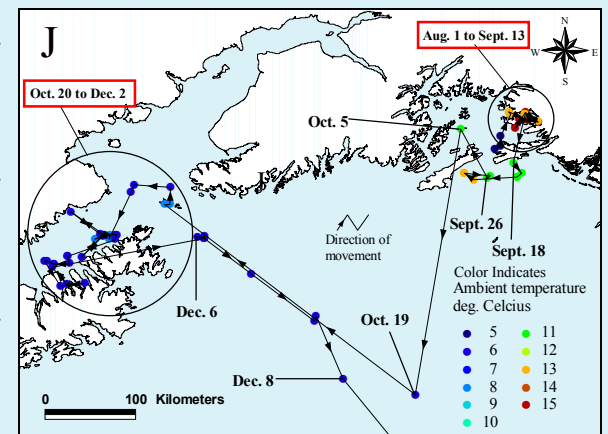 J
Aug. 1 to Sept. 13
N
W
E
S
Oct. 20 to Dec. 2
Oct. 5
Sept. 26
Sept. 18
Direction of
movement
Dec. 6
Oct. 19
Dec. 8
Color Indicates
Ambient temperature
deg. Celcius
5
6
7
8
9
10
11
12
13
14
15
0
100 Kilometers